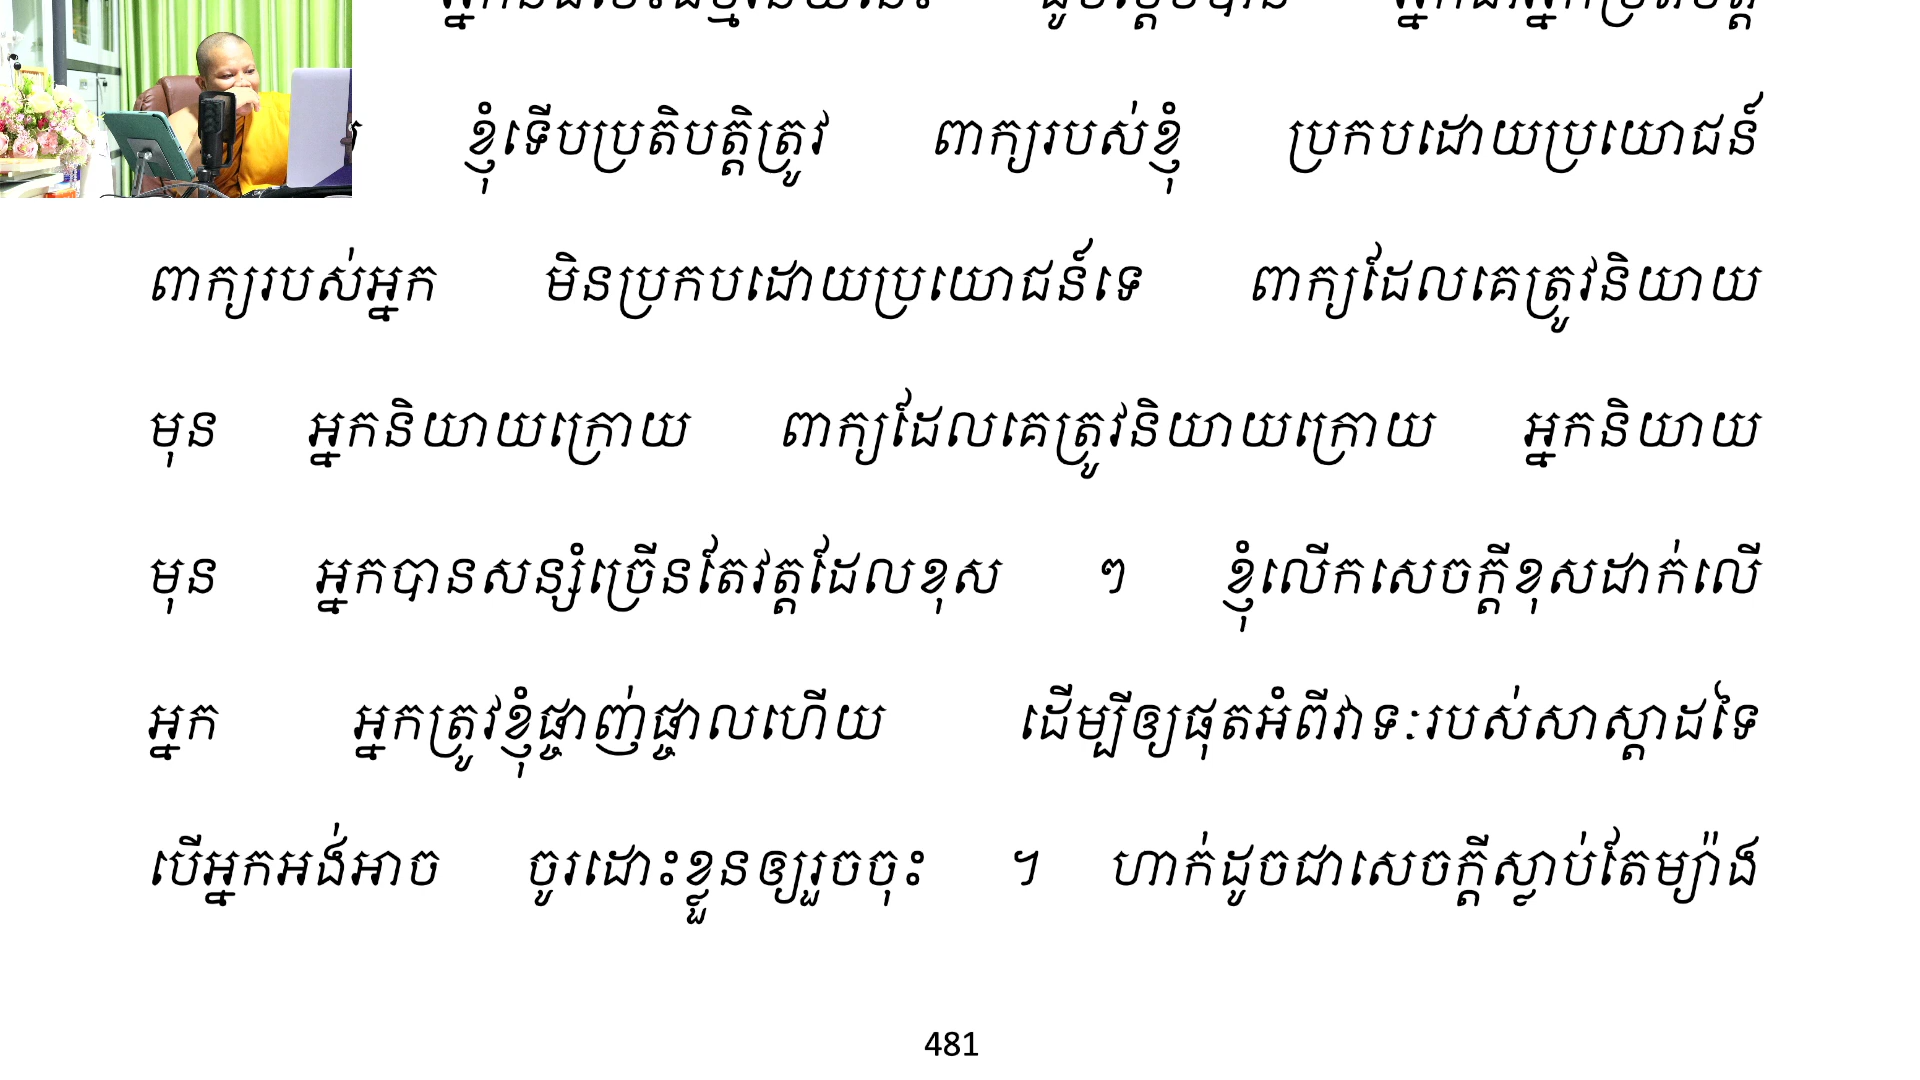 ខ្ញុំទើបប្រតិបត្តិត្រូវ ពាក្យរបស់ខ្ញុំ ប្រកបដោយប្រយោជន៍
ពាក្យរបស់អ្នក មិនប្រកបដោយប្រយោជន៍ទេ ពាក្យដែលគេត្រូវនិយាយ
មុន អ្នកនិយាយក្រោយ ពាក្យដែលគេត្រូវនិយាយក្រោយ អ្នកនិយាយ
មុន អ្នកបានសន្សំច្រើនតែវត្តដែលខុស ៗ ខ្ញុំលើកសេចក្តីខុសដាក់លើ
អ្នក អ្នកត្រូវខ្ញុំផ្ចាញ់ផ្ចាលហើយ ដើម្បីឲ្យផុតអំពីវាទៈរបស់សាស្តាដទៃ
បើអ្នកអង់អាច ចូរដោះខ្លួនឲ្យរួចចុះ ។ ហាក់ដូចជាសេចក្តីស្លាប់តែម្យ៉ាង
481